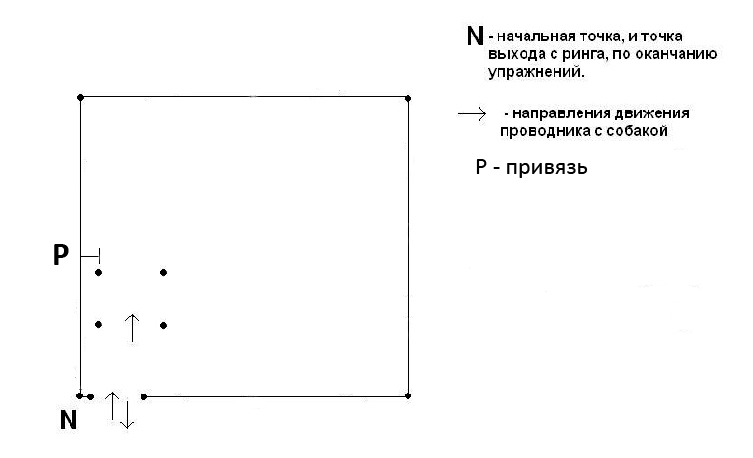 N - начальная точка, и точка
выхода с ринга, по оканчанию
упражнений.
- направления движения
проводника с собакой
P - привязь
P
N